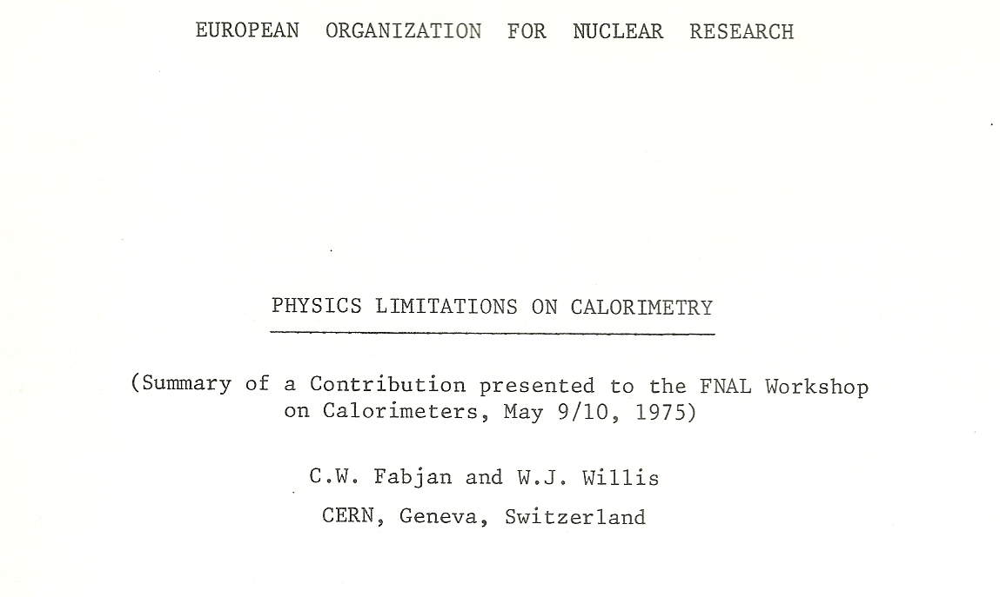 EUROPEAN ORGANIZATION FOR NUCLEAR RESEARCH
PHYSICS LIMITATIONS ON CALORIMETRY
(Summary of a Contribution presented to the FNAL Workshop
on Calorimeters, May 9/10, 1975)
C.W. Fabjan and W.J. Willis
CERN, Geneva, Switzerland